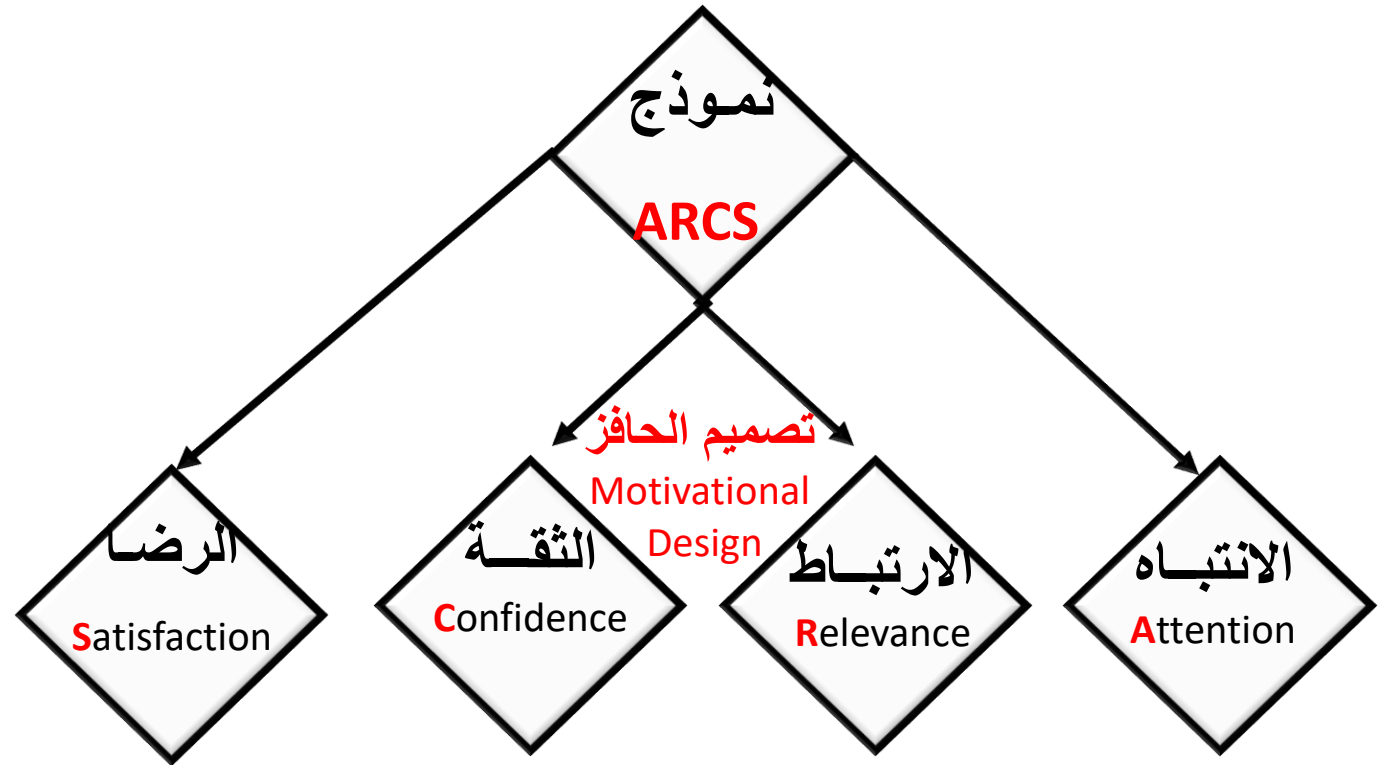 نموذج
ARCS
تصميم الحافز
Motivational
Design
الانتباه
Attention
الارتباط
Relevance
الثقة
Confidence
الرضا
Satisfaction